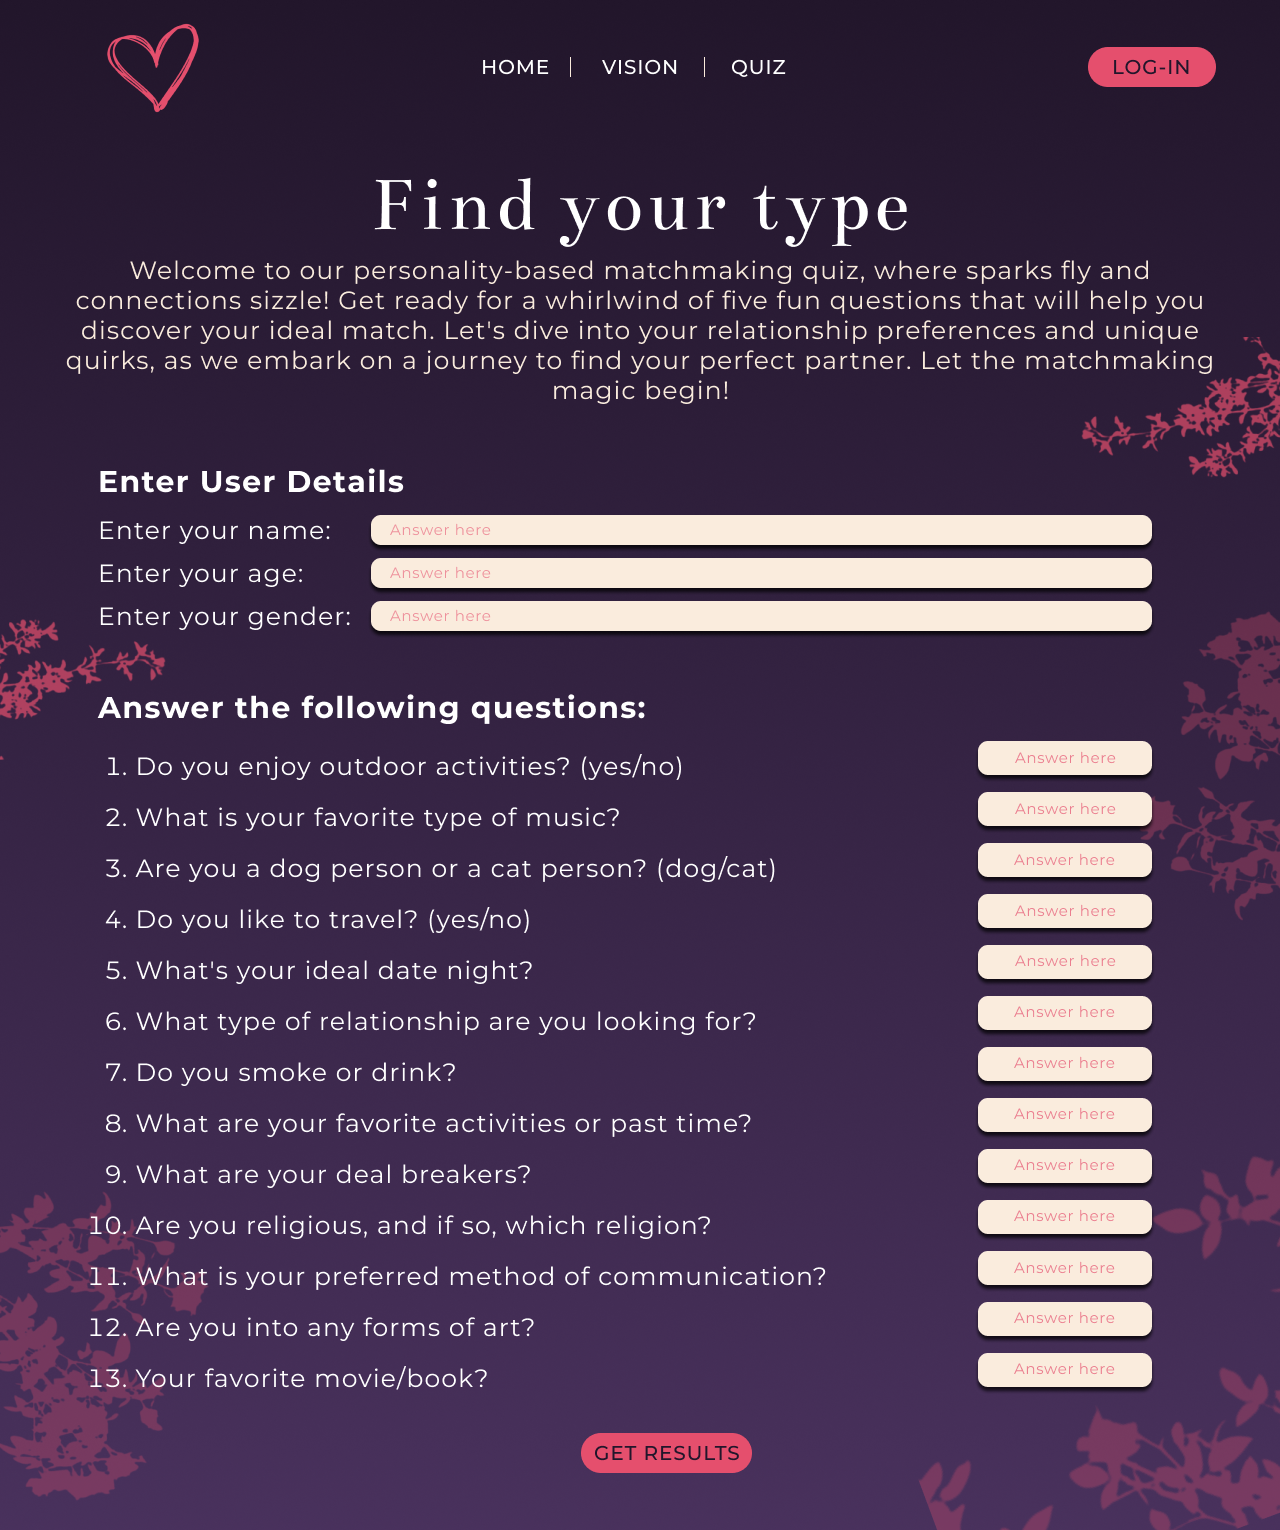 HOME | VISION | QUIZ
LOG-IN
Find your type
Welcome to our personality-based matchmaking quiz, where sparks fly and
connections sizzle! Get ready for a whirlwind of five fun questions that will help you
discover your ideal match. Let's dive into your relationship preferences and unique
quirks, as we embark on a journey to find your perfect partner. Let the matchmaking
magic begin!
Enter User Details
Enter your name: Answer here
Enter your age: Answer here
Enter your gender: Answer here
Answer the following questions:
1. Do you enjoy outdoor activities? (yes/no) Answer here
2. What is your favorite type of music? Answer here
3. Are you a dog person or a cat person? (dog/cat) Answer here
4. Do you like to travel? (yes/no) Answer here
5. What's your ideal date night? Answer here
6. What type of relationship are you looking for? Answer here
7. Do you smoke or drink? Answer here
8. What are your favorite activities or past time? Answer here
9. What are your deal breakers? Answer here
10. Are you religious, and if so, which religion? Answer here
11. What is your preferred method of communication? Answer here
12. Are you into any forms of art? Answer here
13. Your favorite movie/book? Answer here
GET RESULTS